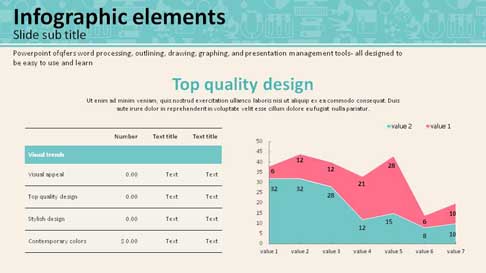 Infographic elements
Slide sub title
Powerpoint ofqfers word processing, outlining, drawing, graphing, and presentation management tools- all designed to
be easy to use and learn
Top quality design
Ut enim ad minim veniam, quis nostrud exercitation ullamco laboris nisi ut aliquip ex ea commodo consequat. Duis
aute irure dolor in reprehenderit in voluptate velit esse cillum dolore eu fugiat nulla pariatur.
Number Text title Text title
Visual trends
Visual appeal 0.00 Text Text
Top quality design 0.00 Text Text
Stylish design 0.00 Text Text
Contemporary colors $ 0.00 Text Text
value 2 value 1
50
45
40
35
30
25
20
15
10
5
0
6 12 12 21 28 6 10
32 32 28 12 15 8 10
value 1 value 2 value 3 value 4 value 5 value 6 value 7